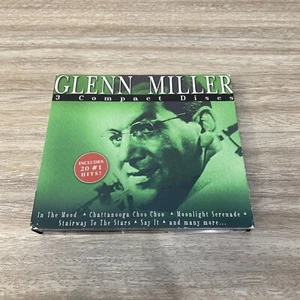 GLENN MILLER
3 Compact Discs
INCLUDES
20 #1
HITS!
In The Mood • Chattanooga Choo Choo • Moonlight Serenade •
Stairway To The Stars • Say It • and many more...